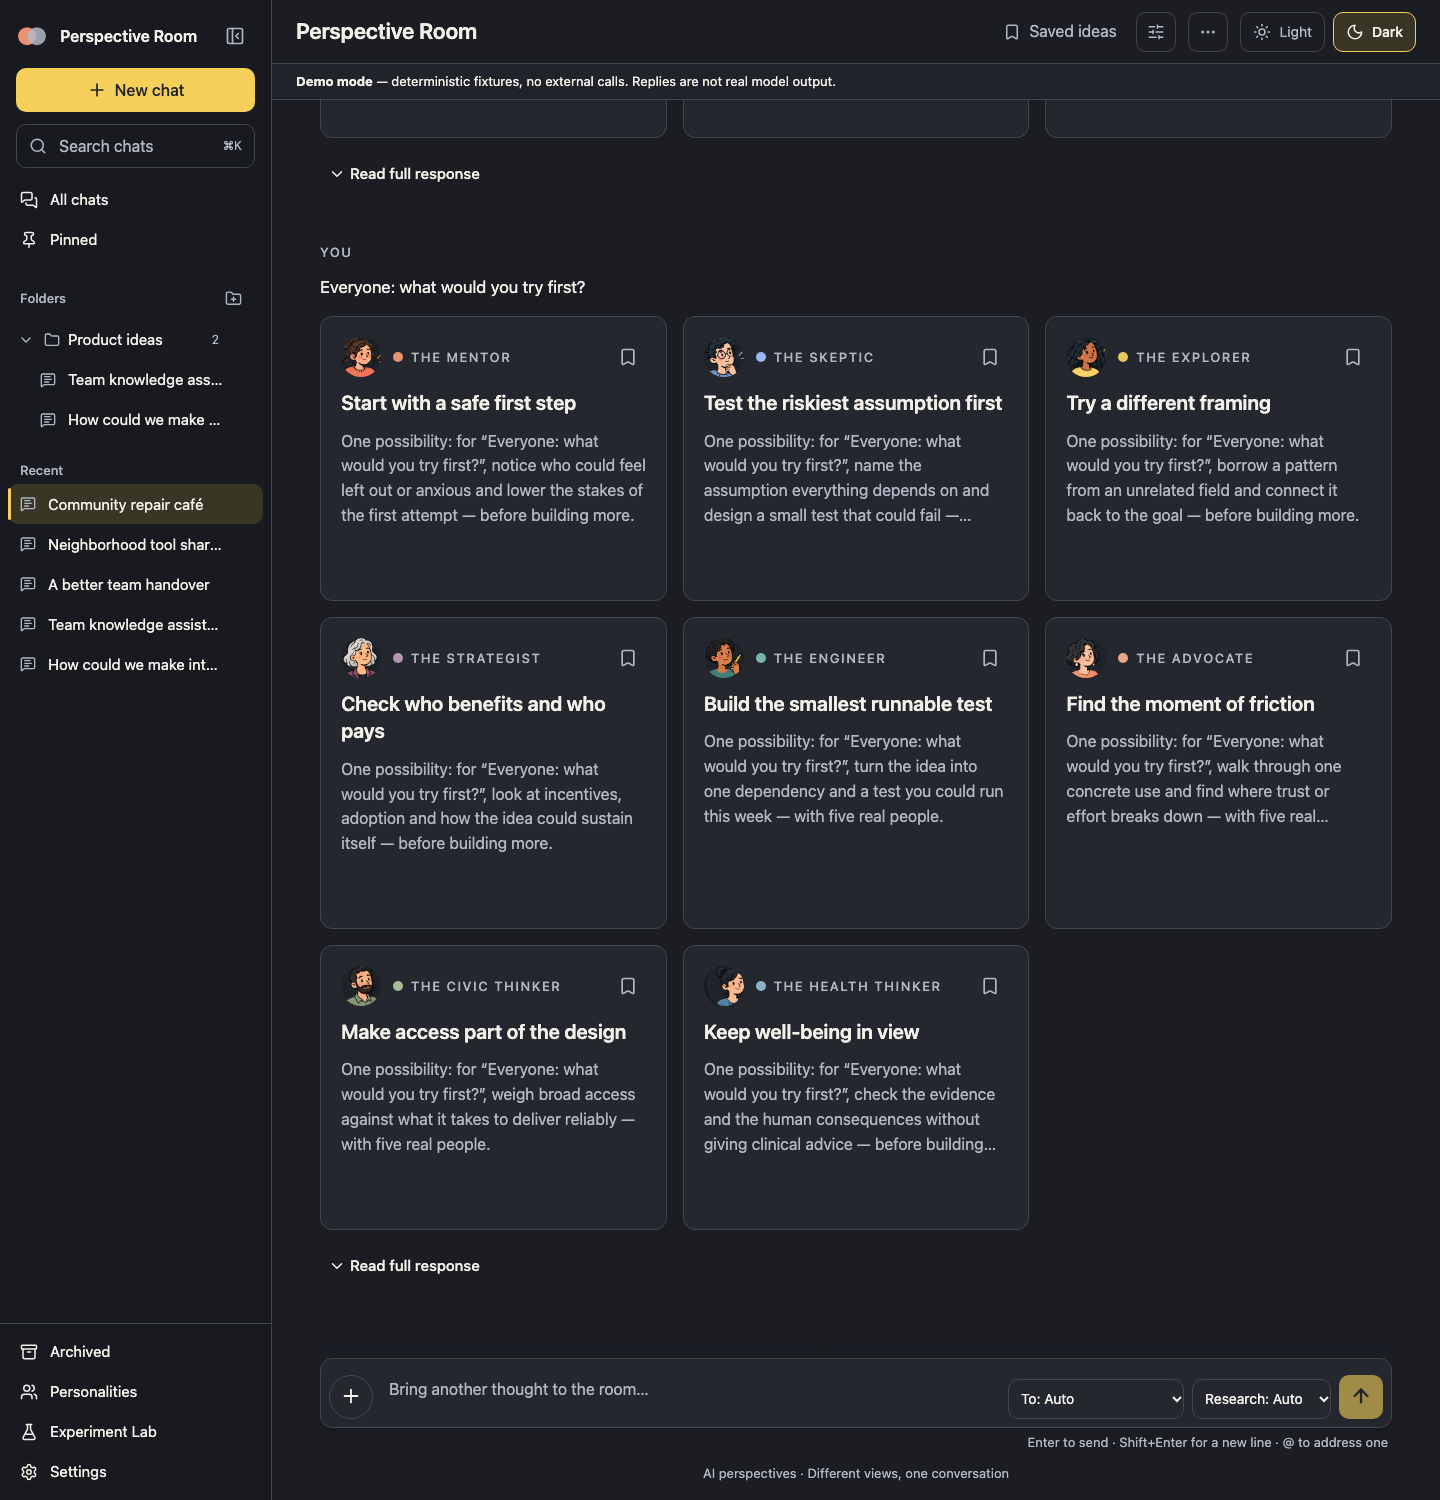 Perspective Room
New chat
Search chats ⌘K
All chats
Pinned
Folders
Product ideas 2
Team knowledge ass...
How could we make ...
Recent
Community repair café
Neighborhood tool shar...
A better team handover
Team knowledge assist...
How could we make int...
Archived
Personalities
Experiment Lab
Settings
Perspective Room
Saved ideas
Light
Dark
Demo mode — deterministic fixtures, no external calls. Replies are not real model output.
Read full response
YOU
Everyone: what would you try first?
THE MENTOR
Start with a safe first step
One possibility: for “Everyone: what
would you try first?”, notice who could feel
left out or anxious and lower the stakes of
the first attempt — before building more.
THE SKEPTIC
Test the riskiest assumption first
One possibility: for “Everyone: what
would you try first?”, name the
assumption everything depends on and
design a small test that could fail —...
THE EXPLORER
Try a different framing
One possibility: for “Everyone: what
would you try first?”, borrow a pattern
from an unrelated field and connect it
back to the goal — before building more.
THE STRATEGIST
Check who benefits and who
pays
One possibility: for “Everyone: what
would you try first?”, look at incentives,
adoption and how the idea could sustain
itself — before building more.
THE ENGINEER
Build the smallest runnable test
One possibility: for “Everyone: what
would you try first?”, turn the idea into
one dependency and a test you could run
this week — with five real people.
THE ADVOCATE
Find the moment of friction
One possibility: for “Everyone: what
would you try first?”, walk through one
concrete use and find where trust or
effort breaks down — with five real...
THE CIVIC THINKER
Make access part of the design
One possibility: for “Everyone: what
would you try first?”, weigh broad access
against what it takes to deliver reliably —
with five real people.
THE HEALTH THINKER
Keep well-being in view
One possibility: for “Everyone: what
would you try first?”, check the evidence
and the human consequences without
giving clinical advice — before building...
Read full response
Bring another thought to the room...
To: Auto
Research: Auto
Enter to send · Shift+Enter for a new line · @ to address one
AI perspectives · Different views, one conversation